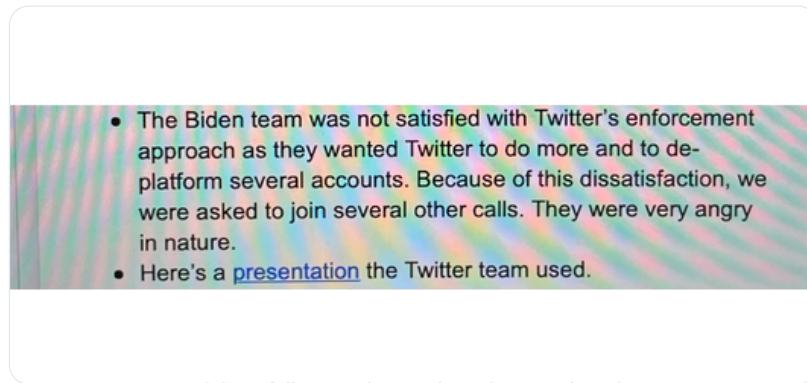 • The Biden team was not satisfied with Twitter's enforcement
approach as they wanted Twitter to do more and to de-
platform several accounts. Because of this dissatisfaction, we
were asked to join several other calls. They were very angry
in nature.
• Here's a presentation the Twitter team used.